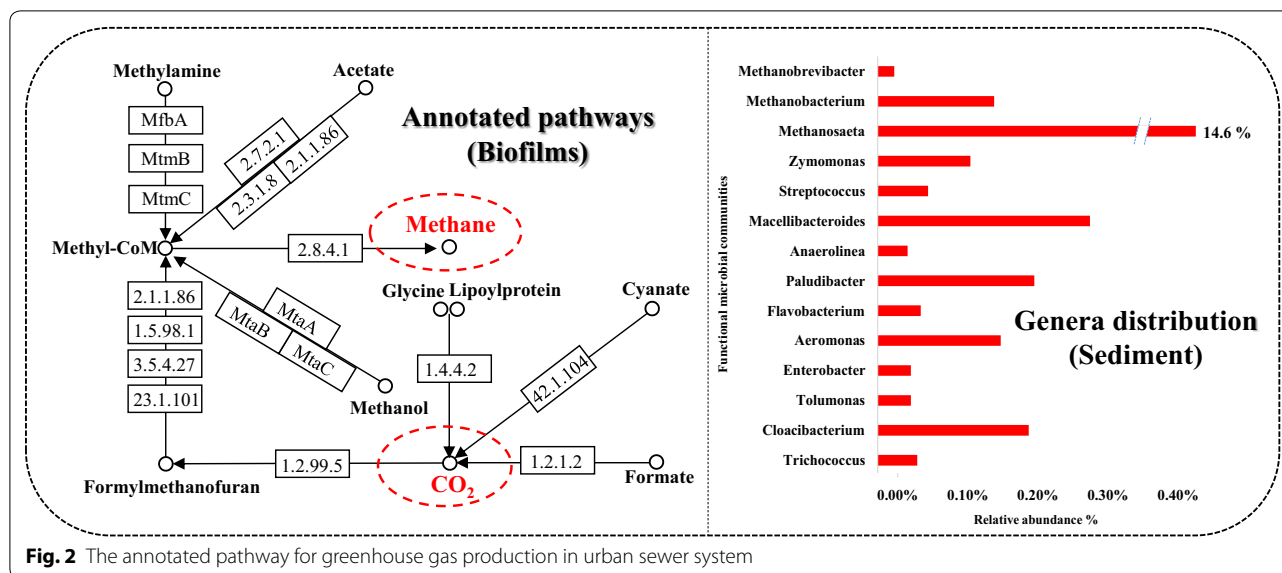 Methylamine
Acetate
MfbA
MtmB
MtmC
2.7.2.1
2.3.1.8
2.1.1.86
Annotated pathways
(Biofilms)
Methyl-CoM
2.8.4.1
Methane
2.1.1.86
1.5.98.1
3.5.4.27
23.1.101
MtaA
MtaB
MtaC
Methanol
Glycine Lipoylprotein
Cyanate
1.4.4.2
42.1.104
Formylmethanofuran
1.2.99.5
CO₂
1.2.1.2
Formate
Functional microbial communities
Methanobrevibacter
Methanobacterium
Methanosaeta
14.6 %
Zymomonas
Streptococcus
Macellibacteroides
Anaerolinea
Paludibacter
Flavobacterium
Aeromonas
Enterobacter
Tolumonas
Cloacibacterium
Trichococcus
Genera distribution
(Sediment)
0.00% 0.10% 0.20% 0.30% 0.40%
Relative abundance %
Fig. 2 The annotated pathway for greenhouse gas production in urban sewer system